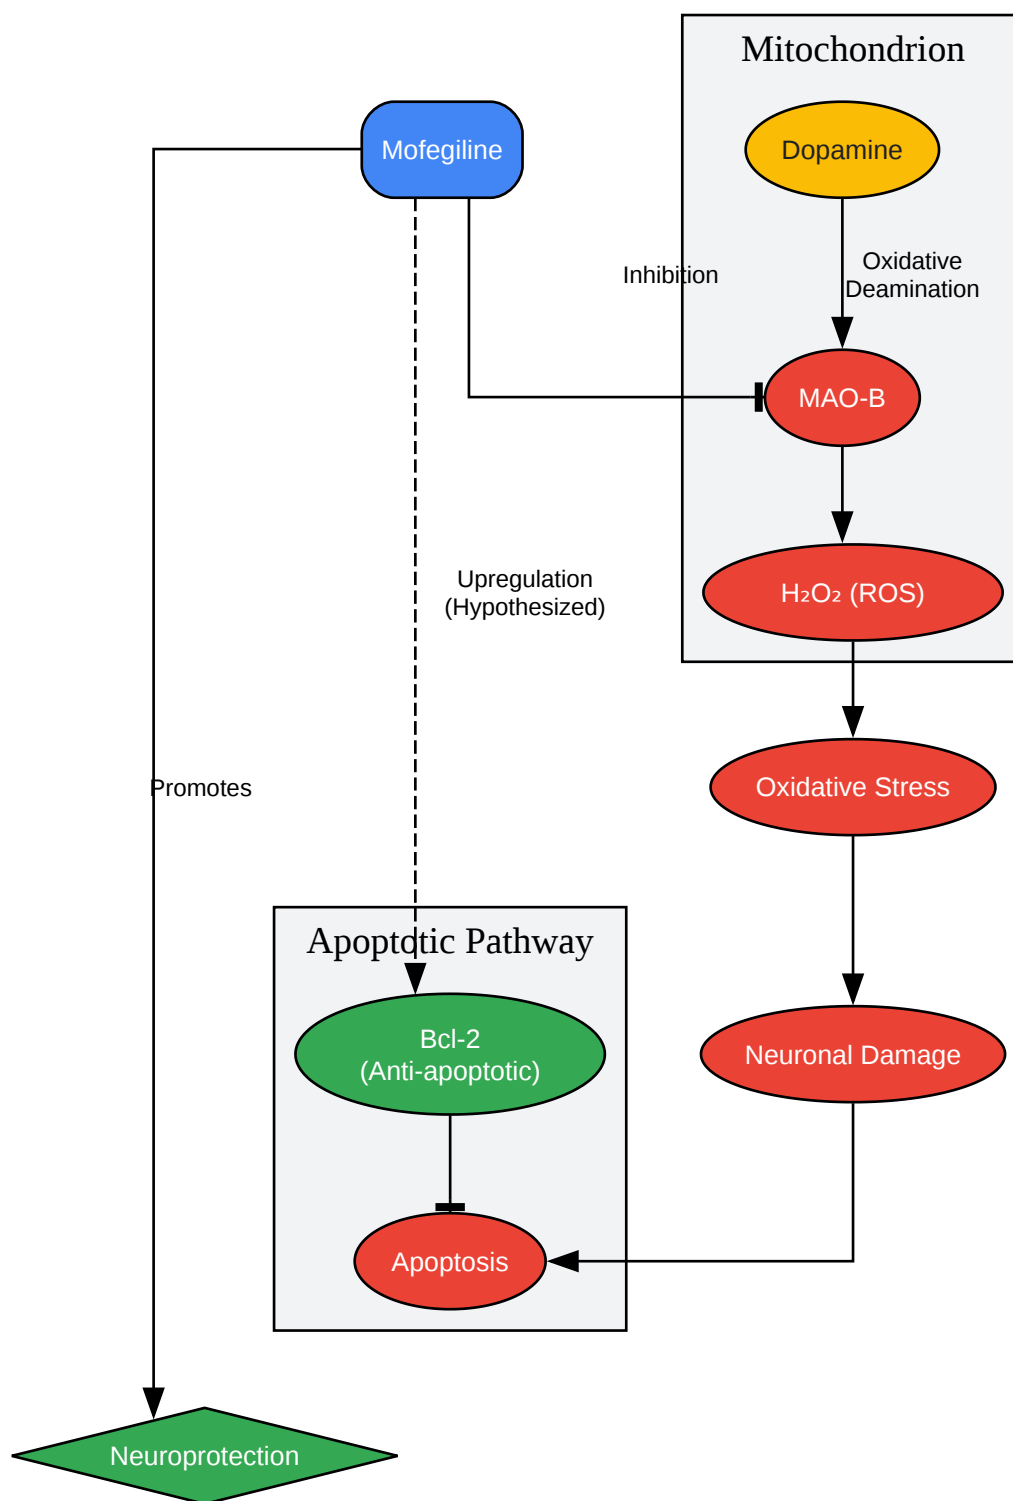 Mitochondrion
Mofegiline
Dopamine
Inhibition
Oxidative
Deamination
MAO-B
H₂O₂ (ROS)
Upregulation
(Hypothesized)
Promotes
Oxidative Stress
Apoptotic Pathway
Bcl-2
(Anti-apoptotic)
Neuronal Damage
Apoptosis
Neuroprotection